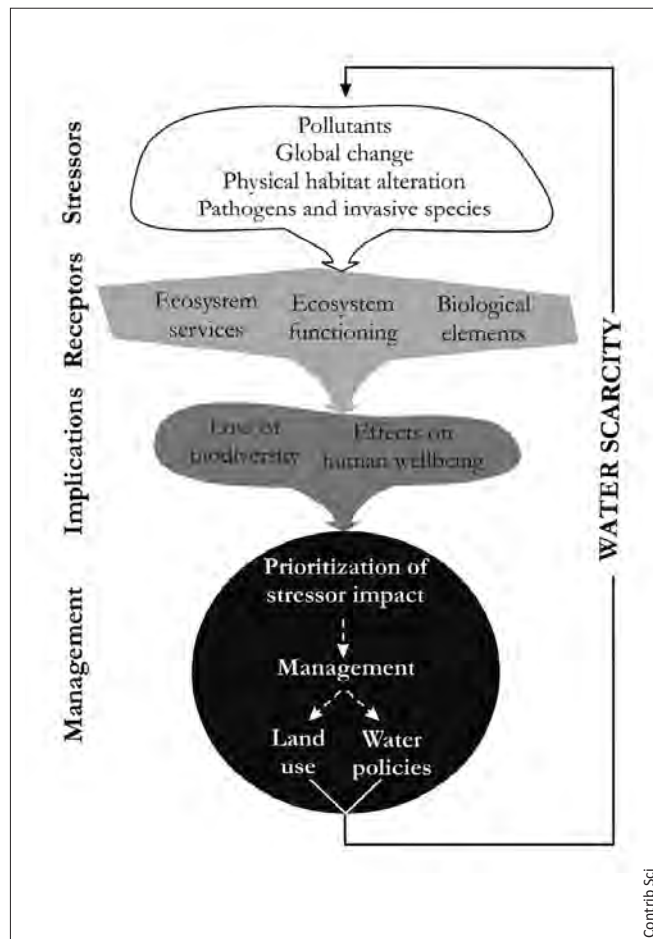 Stressors
Pollutants
Global change
Physical habitat alteration
Pathogens and invasive species
Receptors
Ecosystem
services
Ecosystem
functioning
Biological
elements
Implications
Loss of
biodiversity
Effects on
human wellbeing
Management
Prioritization of
stressor impact
Management
Land
use
Water
policies
WATER SCARCITY
Contrib Sci